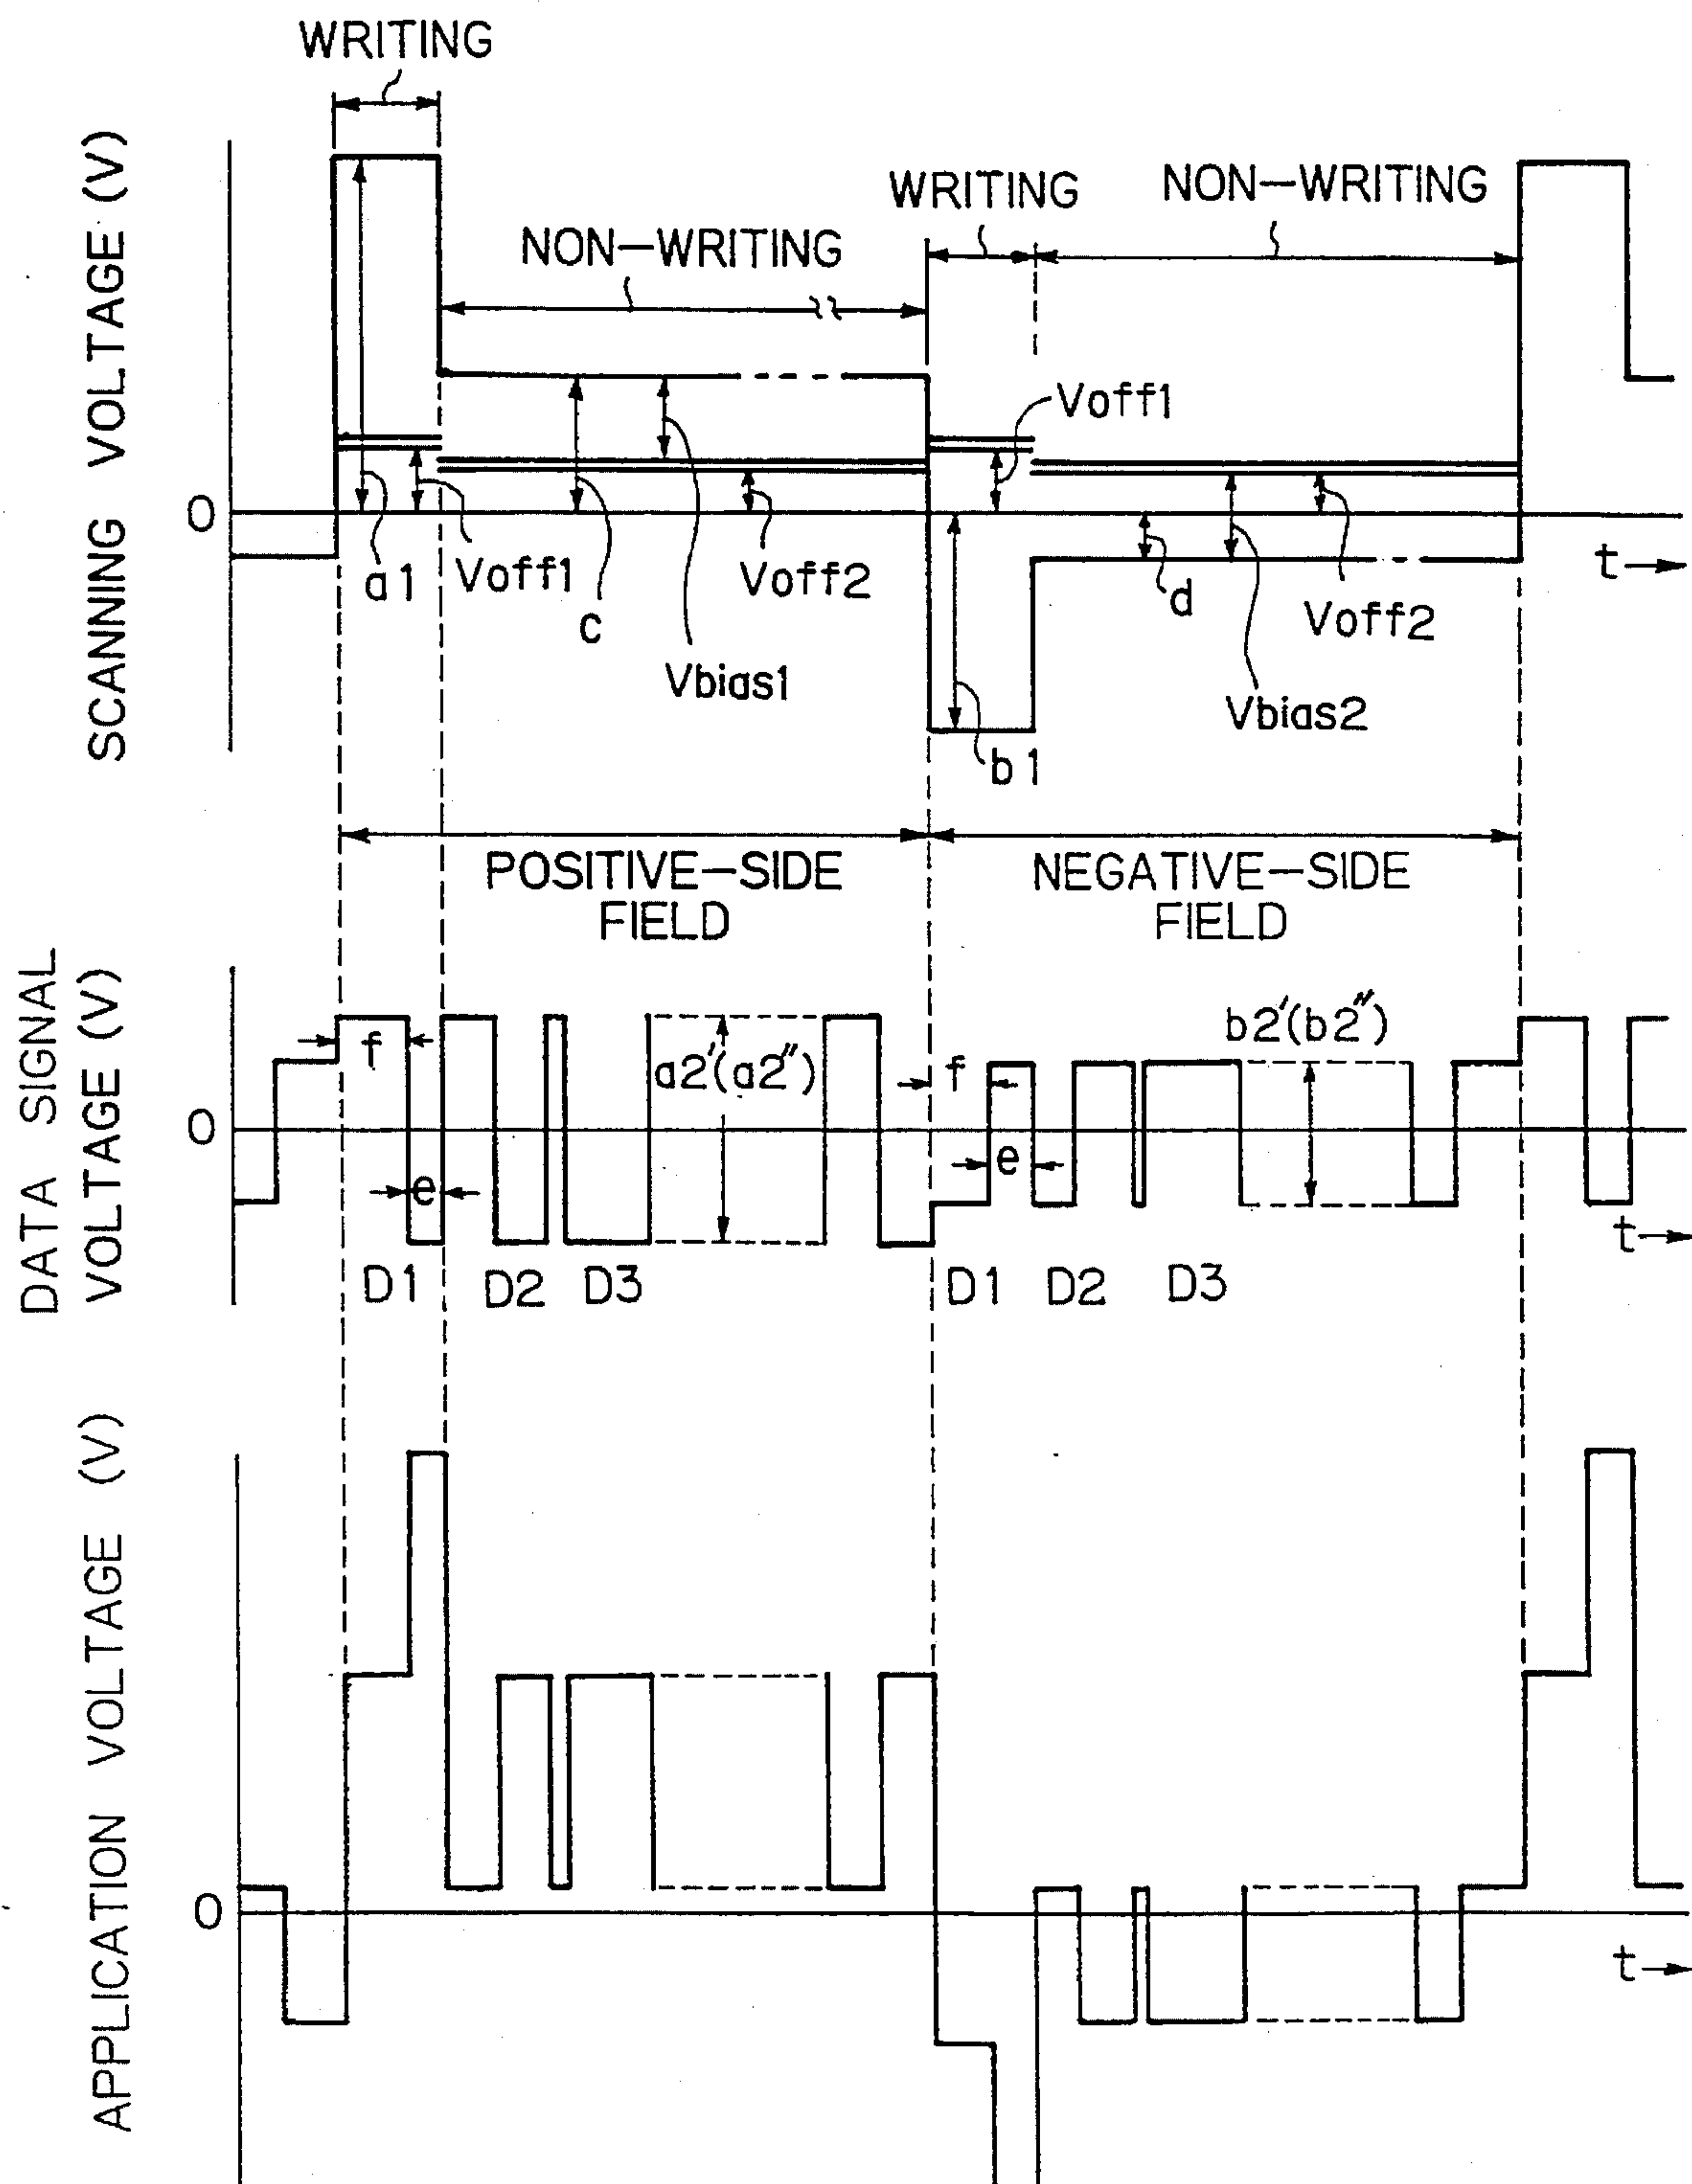 WRITING
SCANNING VOLTAGE (V)
WRITING
NON-WRITING
NON-WRITING
Voff1
0
t
a1
Voff1
c
Voff2
d
Voff2
Vbias1
Vbias2
b1
POSITIVE-SIDE
FIELD
NEGATIVE-SIDE
FIELD
DATA SIGNAL
VOLTAGE (V)
f
a2'(a2")
f
b2'(b2")
0
e
e
t
D1
D2
D3
D1
D2
D3
APPLICATION VOLTAGE (V)
0
t